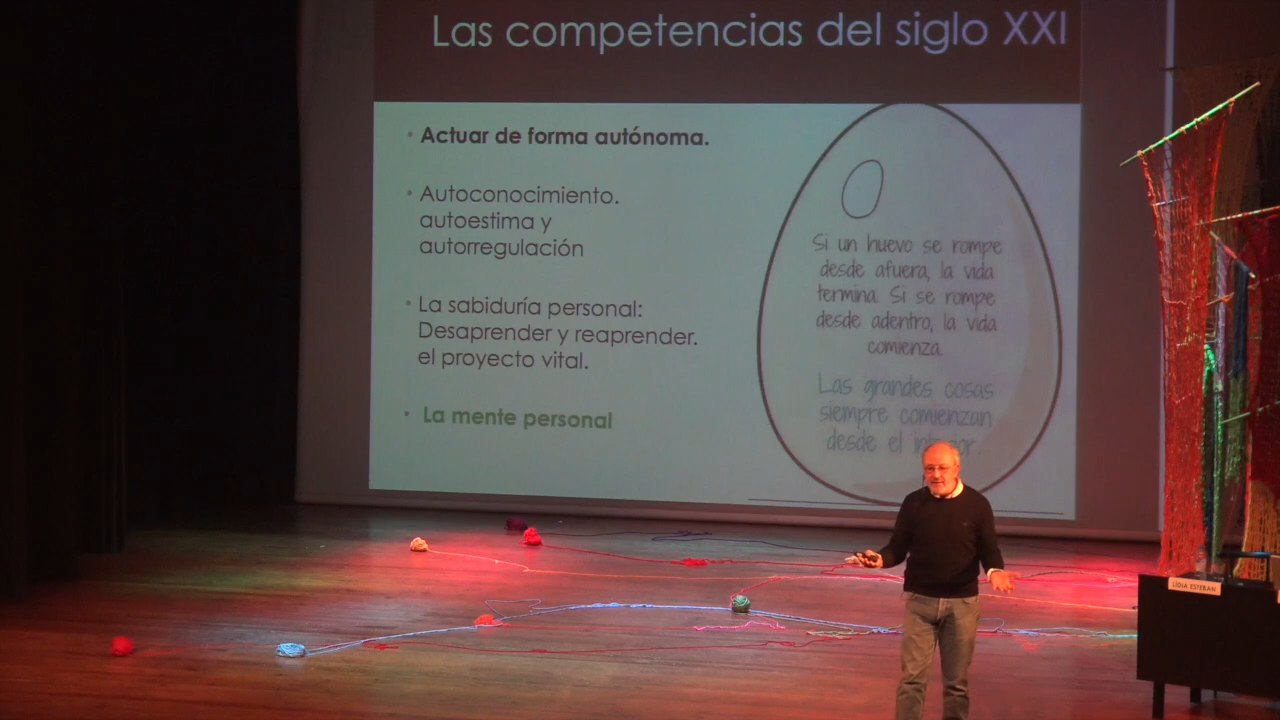 Las competencias del siglo XXI
Actuar de forma autónoma.
Autoconocimiento.
autoestima y
autorregulación
La sabiduría personal:
Desaprender y reaprender.
el proyecto vital.
La mente personal
Si un huevo se rompe
desde afuera, la vida
termina. Si se rompe
desde adentro, la vida
comienza.
Las grandes cosas
siempre comienzan
desde el interior.
LÍDIA ESTEBAN